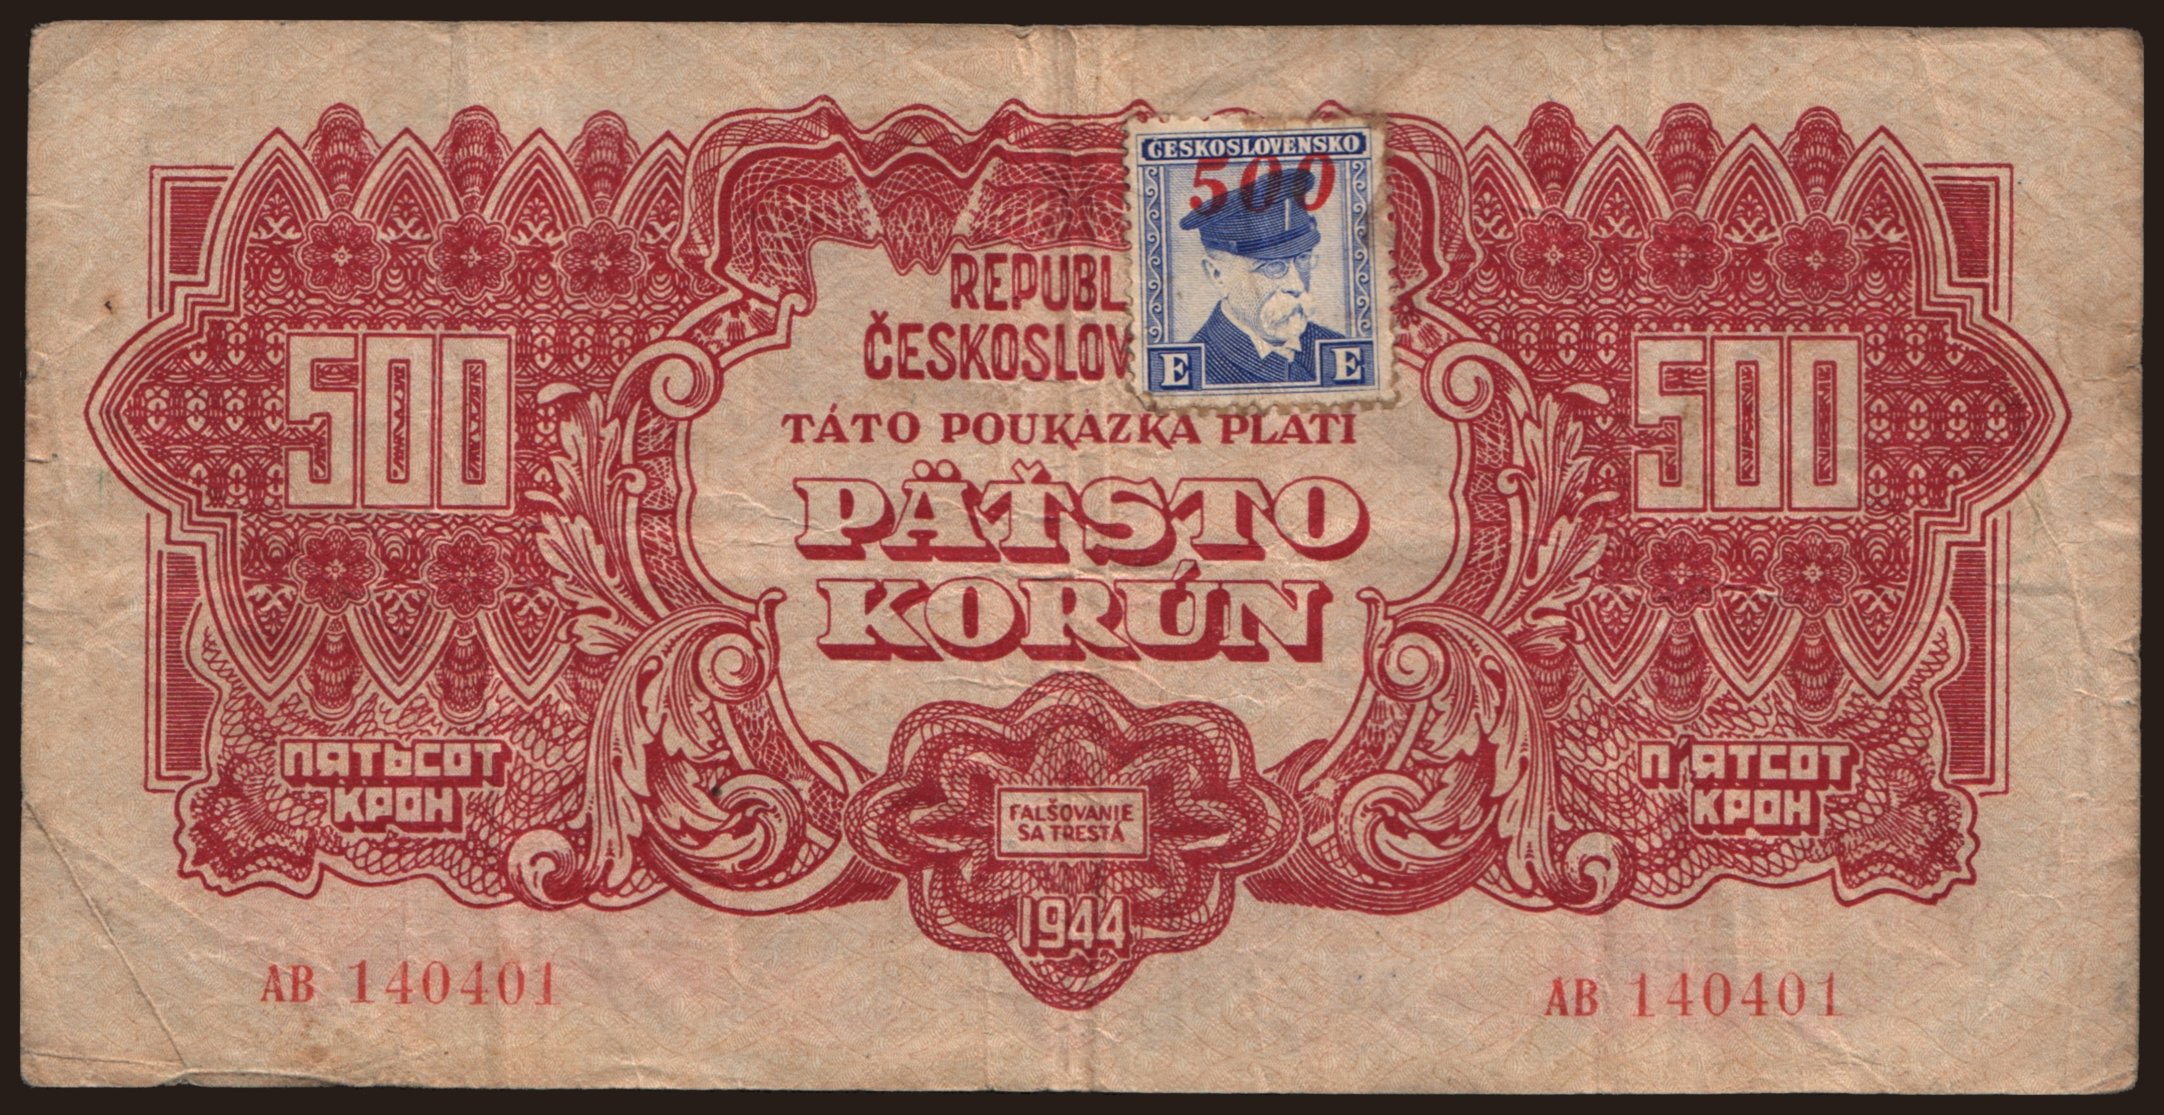 ČESKOSLOVENSKO
500
E E
REPUBL
ČESKOSLOV
TÁTO POUKÁZKA PLATÍ
500
PÄŤSTO
KORÚN
500
ПЯТЬСОТ
КРОН
FALŠOVANIE
SA TRESTÁ
П'ЯТСОТ
КРОН
1944
AB 140401
AB 140401